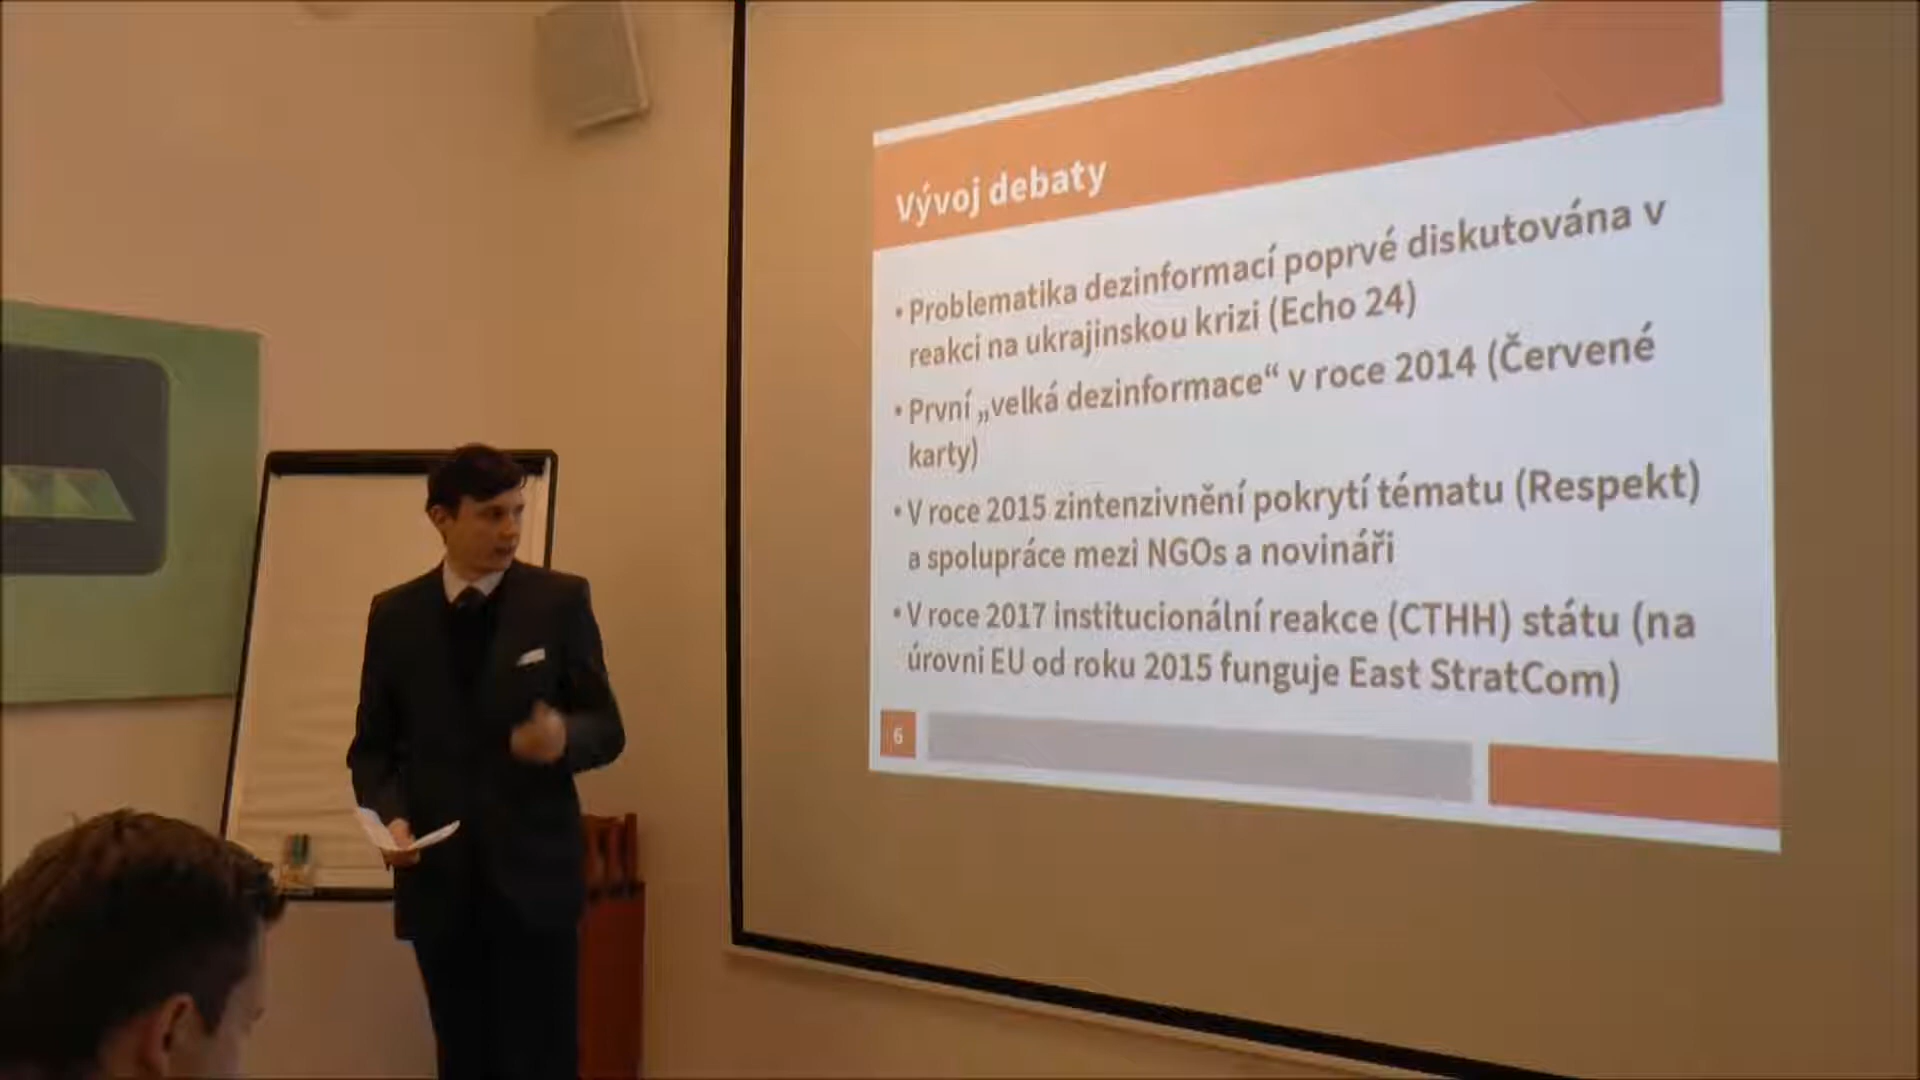 Vývoj debaty
• Problematika dezinformací poprvé diskutována v
reakci na ukrajinskou krizi (Echo 24)
• První „velká dezinformace“ v roce 2014 (Červené
karty)
• V roce 2015 zintenzivnění pokrytí tématu (Respekt)
a spolupráce mezi NGOs a novináři
• V roce 2017 institucionální reakce (CTHH) státu (na
úrovni EU od roku 2015 funguje East StratCom)
6